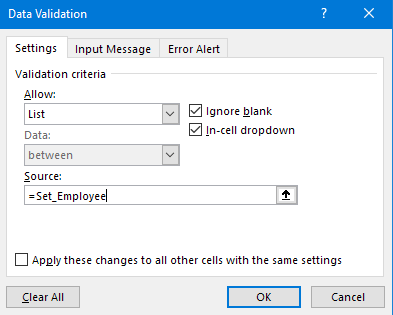 Data Validation ?
Settings Input Message Error Alert
Validation criteria
Allow:
List Ignore blank
In-cell dropdown
Data:
between
Source:
=Set_Employee
Apply these changes to all other cells with the same settings
Clear All OK Cancel